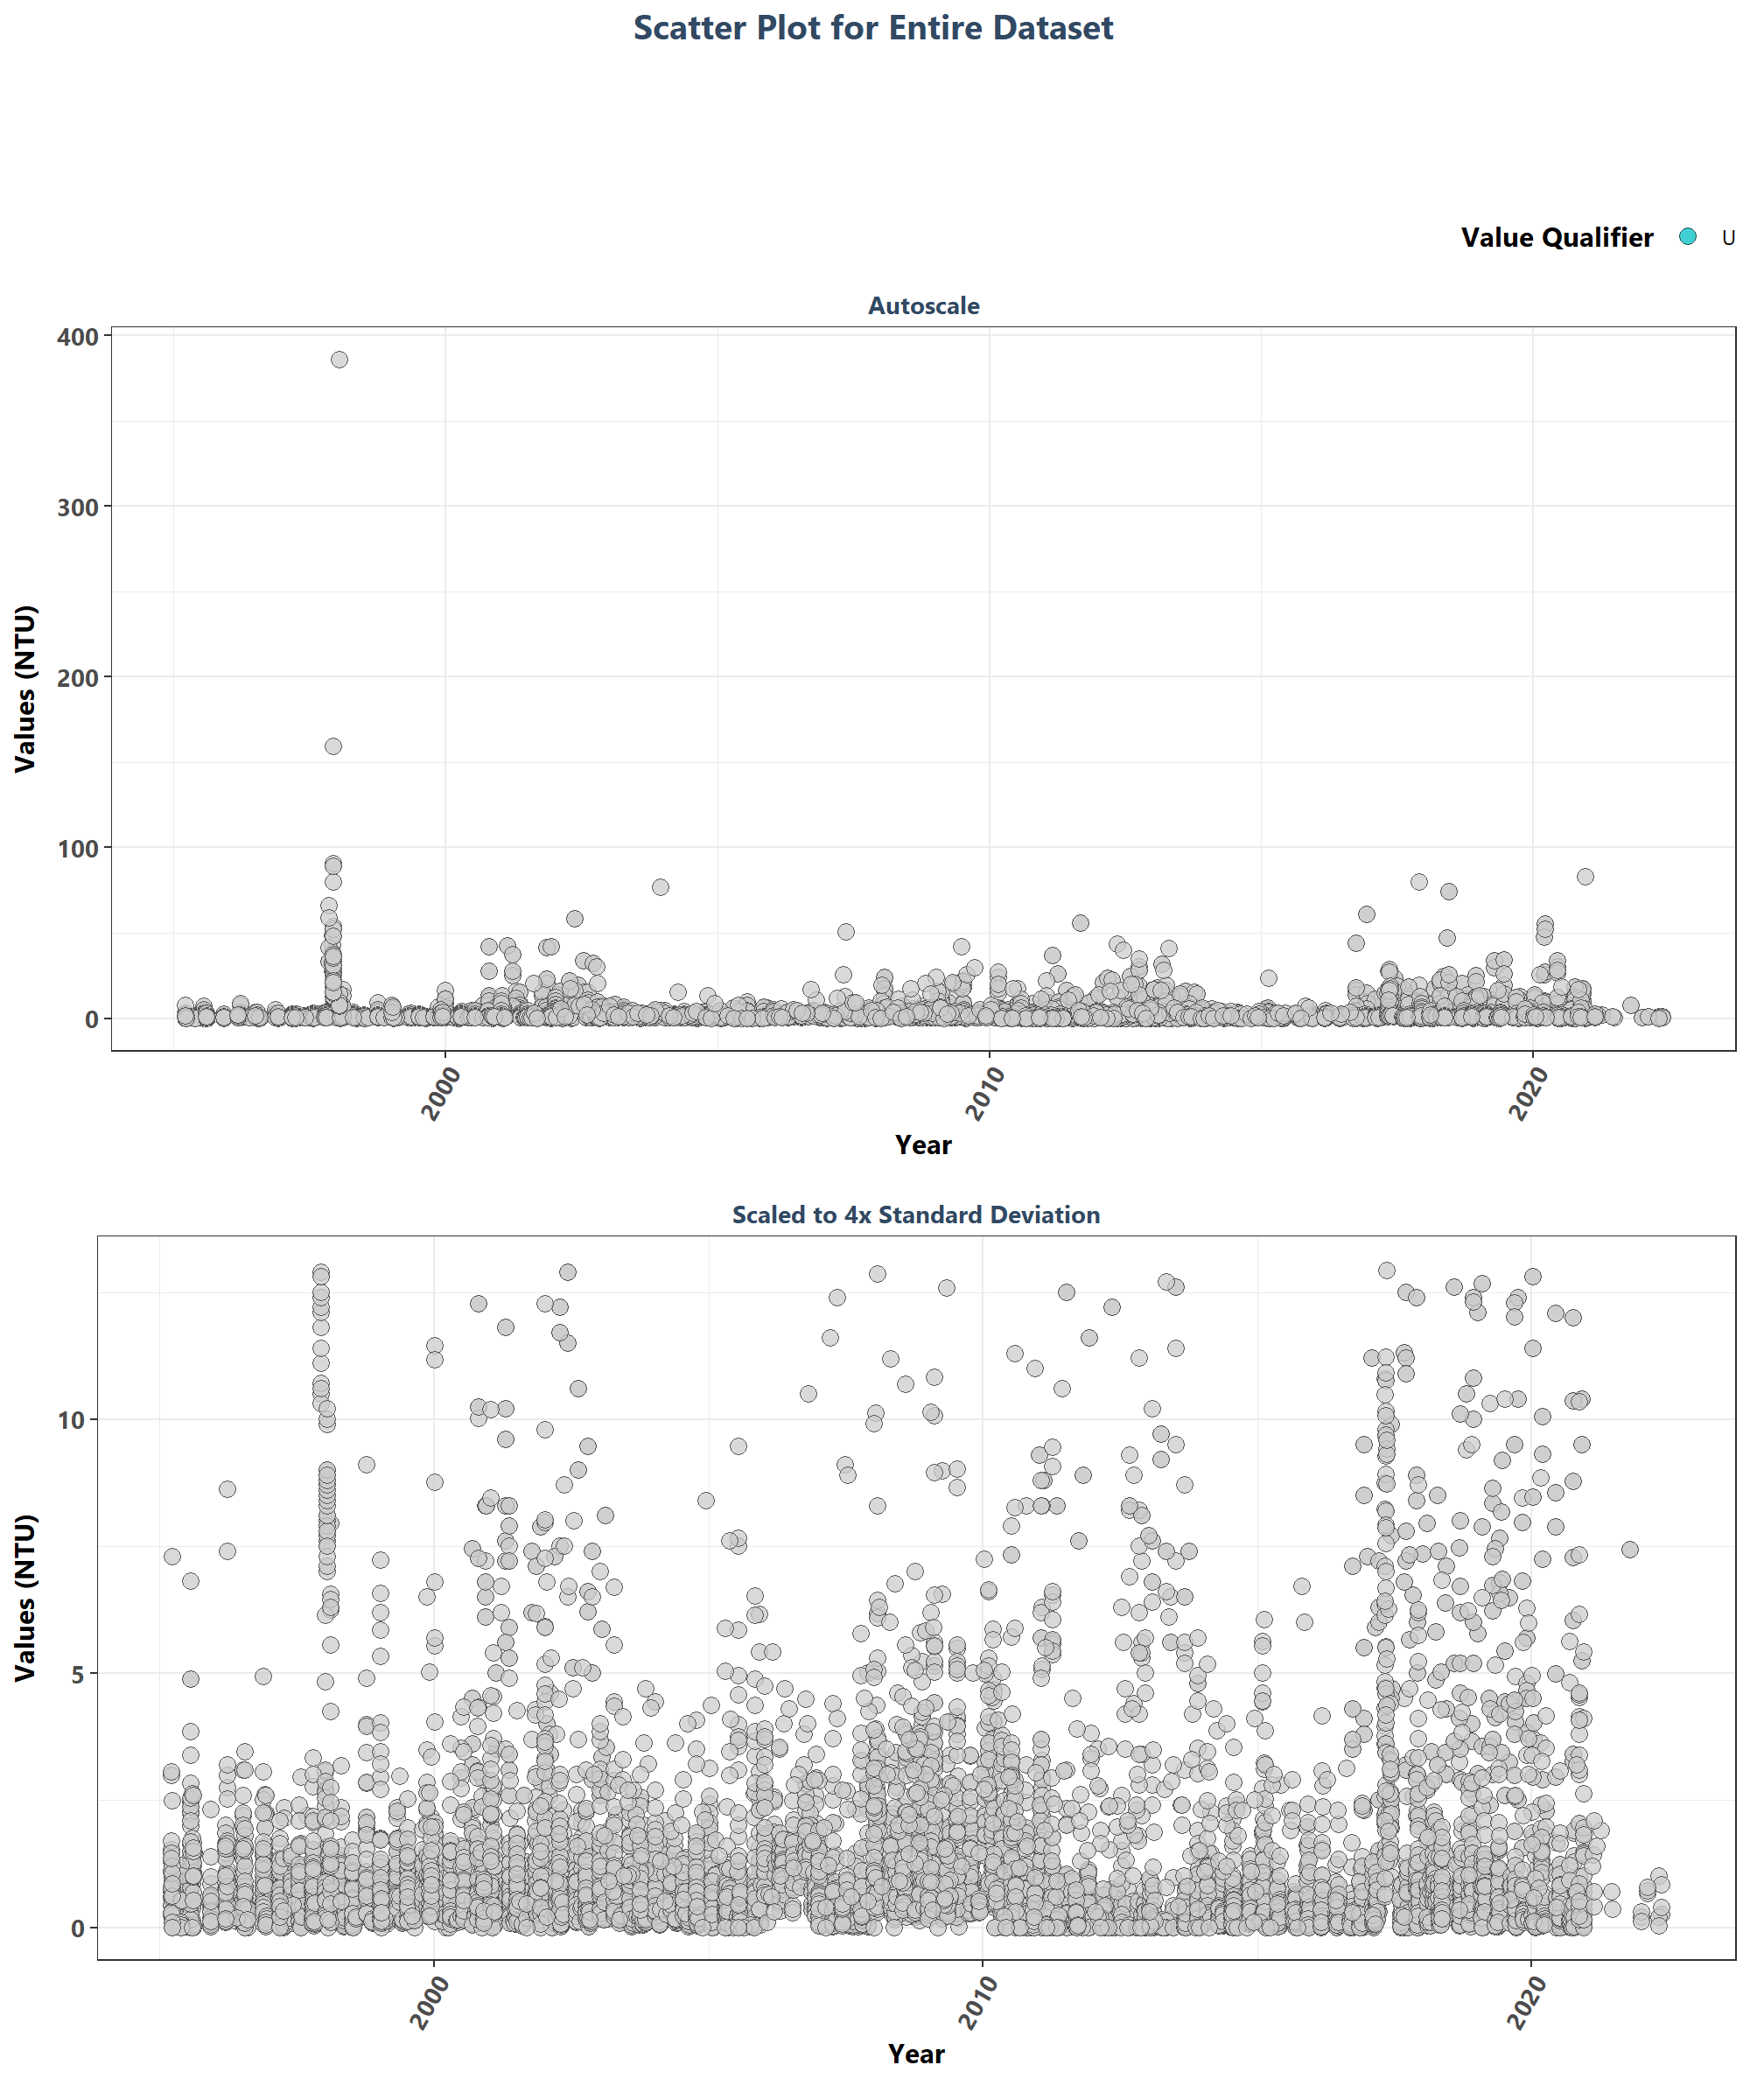 Scatter Plot for Entire Dataset
Value Qualifier U
Autoscale
400
300
200
100
0
Values (NTU)
2000 2010 2020
Year
Scaled to 4x Standard Deviation
10
5
0
Values (NTU)
2000 2010 2020
Year